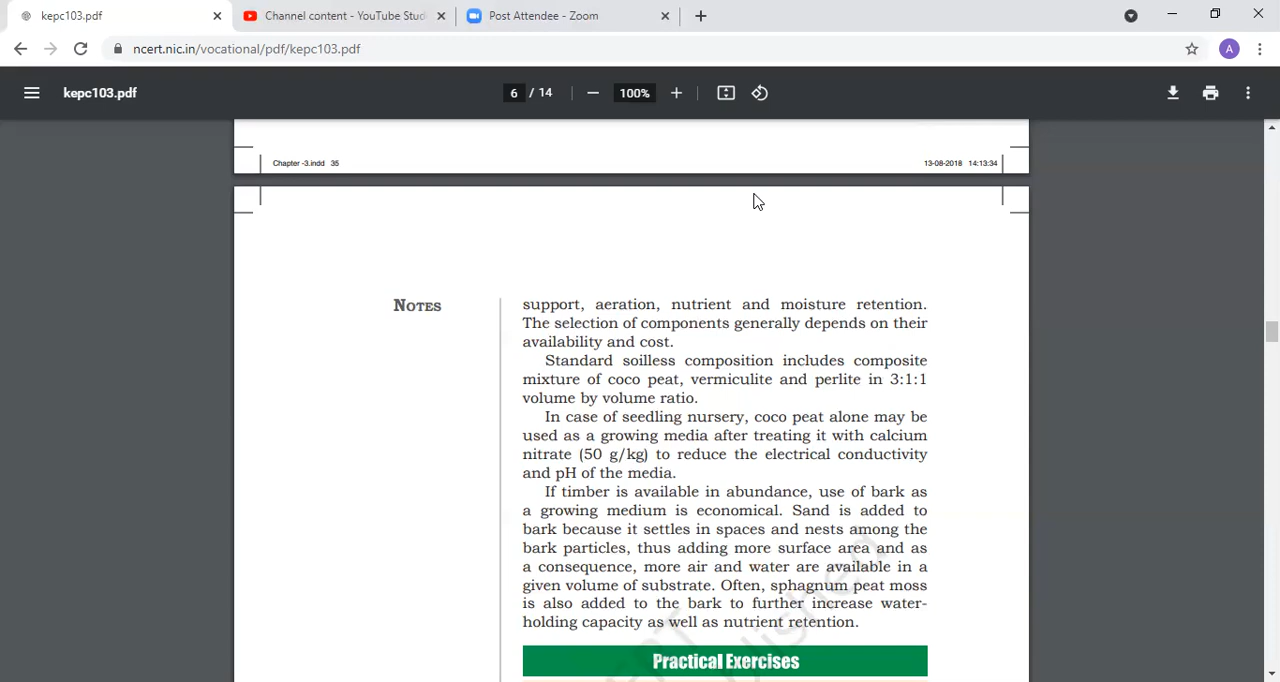 kepc103.pdf
Channel content - YouTube Stud
Post Attendee - Zoom
ncert.nic.in/vocational/pdf/kepc103.pdf
A
kepc103.pdf
6 / 14
100%
Chapter -3.indd 35
13-08-2018 14:13:34
NOTES
support, aeration, nutrient and moisture retention.
The selection of components generally depends on their
availability and cost.
Standard soilless composition includes composite
mixture of coco peat, vermiculite and perlite in 3:1:1
volume by volume ratio.
In case of seedling nursery, coco peat alone may be
used as a growing media after treating it with calcium
nitrate (50 g/kg) to reduce the electrical conductivity
and pH of the media.
If timber is available in abundance, use of bark as
a growing medium is economical. Sand is added to
bark because it settles in spaces and nests among the
bark particles, thus adding more surface area and as
a consequence, more air and water are available in a
given volume of substrate. Often, sphagnum peat moss
is also added to the bark to further increase water-
holding capacity as well as nutrient retention.
Practical Exercises